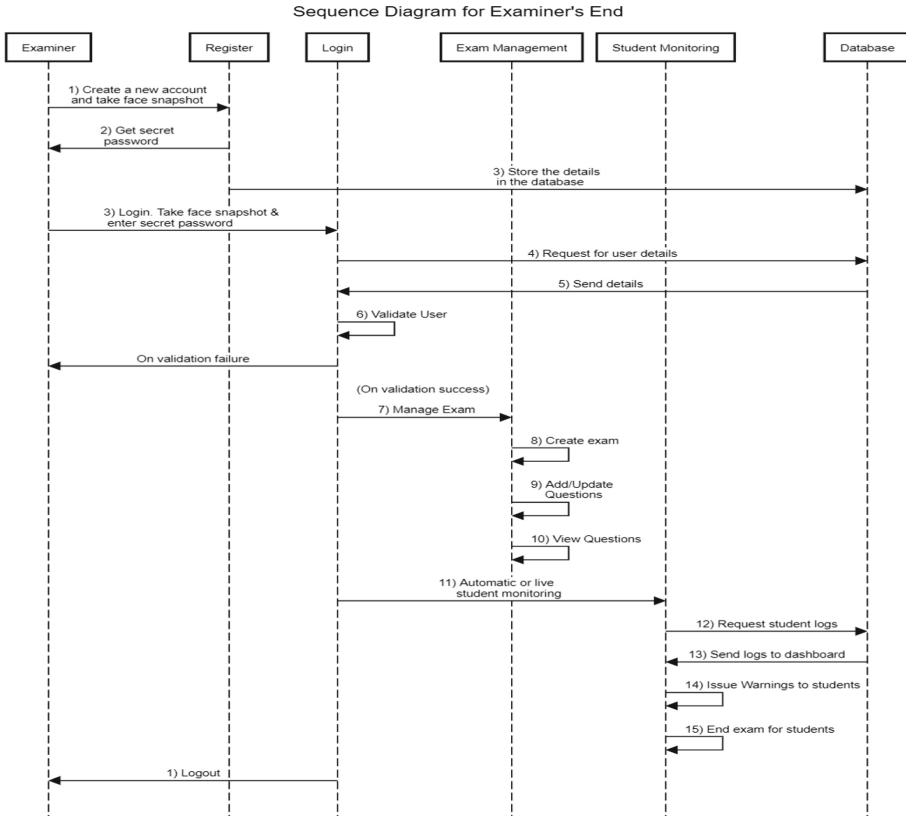 Sequence Diagram for Examiner's End
Examiner
Register
Login
Exam Management
Student Monitoring
Database
1) Create a new account
and take face snapshot
2) Get secret
password
3) Store the details
in the database
3) Login. Take face snapshot &
enter secret password
4) Request for user details
5) Send details
6) Validate User
On validation failure
(On validation success)
7) Manage Exam
8) Create exam
9) Add/Update
Questions
10) View Questions
11) Automatic or live
student monitoring
12) Request student logs
13) Send logs to dashboard
14) Issue Warnings to students
15) End exam for students
1) Logout